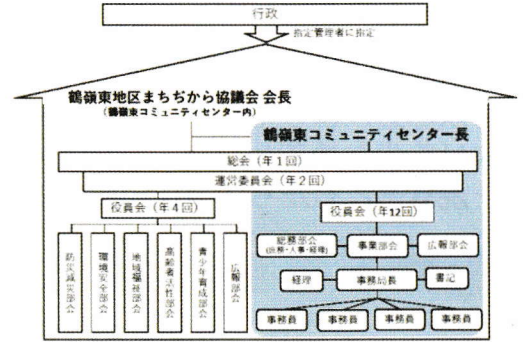 行政
指定管理者に指定
鶴嶺東地区まちぢから協議会 会長
（鶴嶺東コミュニティセンター内）
鶴嶺東コミュニティセンター長
総会（年１回）
運営委員会（年２回）
役員会（年４回）
役員会（年12回）
防災減災部会
環境安全部会
地域福祉部会
高齢者活性部会
青少年育成部会
広報部会
総務部会
（庶務・人事・経理）
事業部会
広報部会
経理
事務局長
書記
事務員
事務員
事務員
事務員